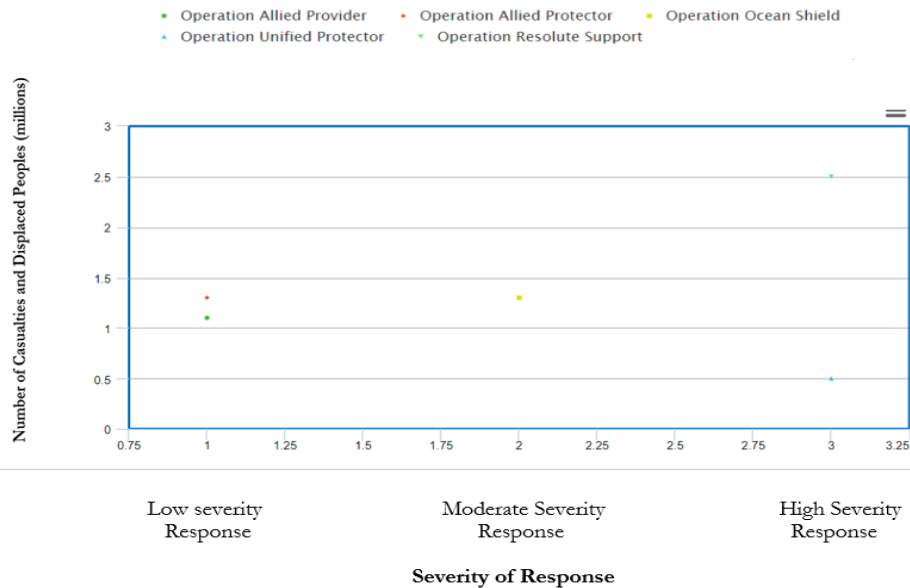 Operation Allied Provider Operation Allied Protector Operation Ocean Shield
Operation Unified Protector Operation Resolute Support
Number of Casualties and Displaced Peoples (millions)
3
2.5
2
1.5
1
0.5
0
0.75 1 1.25 1.5 1.75 2 2.25 2.5 2.75 3 3.25
Low severity Moderate Severity High Severity
Response Response Response
Severity of Response